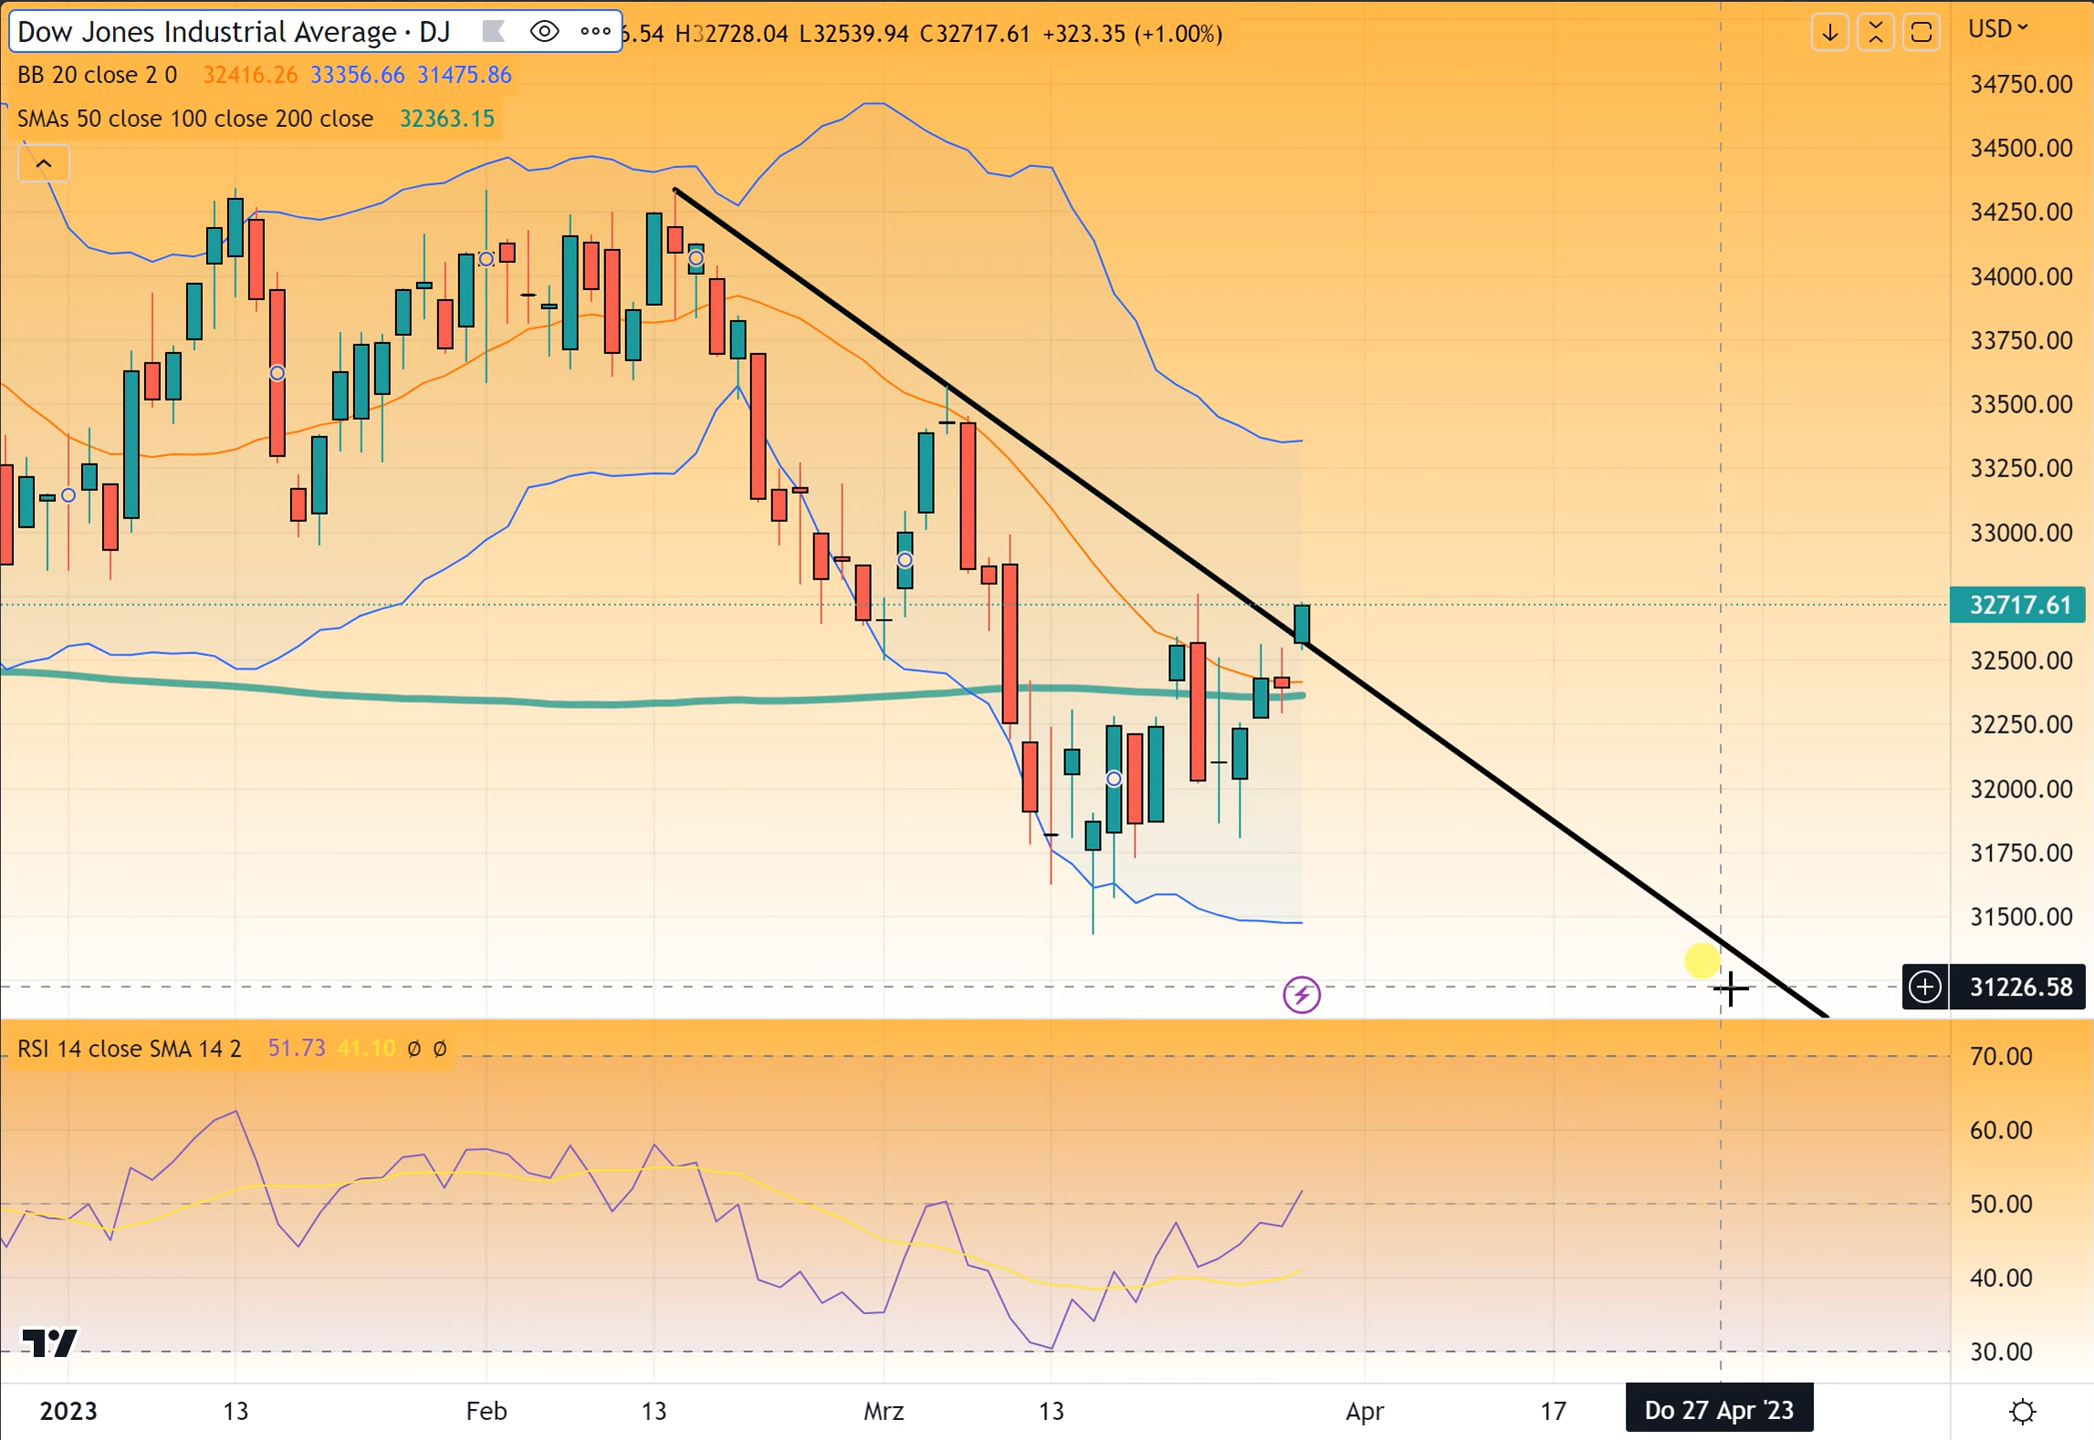 Dow Jones Industrial Average · DJ
6.54 H32728.04 L32539.94 C32717.61 +323.35 (+1.00%)
USD
BB 20 close 2 0 32416.26 33356.66 31475.86
SMAs 50 close 100 close 200 close 32363.15
34750.00
34500.00
34250.00
34000.00
33750.00
33500.00
33250.00
33000.00
32717.61
32500.00
32250.00
32000.00
31750.00
31500.00
31226.58
RSI 14 close SMA 14 2 51.73 41.10 ∅ ∅
70.00
60.00
50.00
40.00
30.00
2023 13 Feb 13 Mrz 13 Apr 17 Do 27 Apr '23